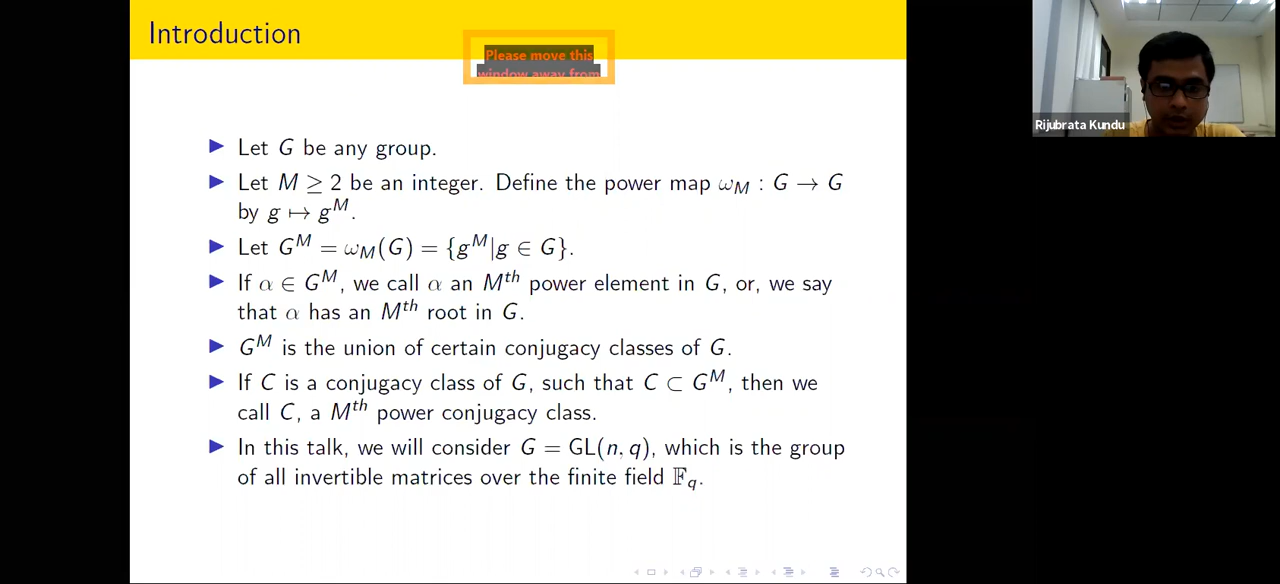 Introduction
Please move this
window away from
Let G be any group.
Let M ≥ 2 be an integer. Define the power map ω_M : G → G
by g ↦ g^M.
Let G^M = ω_M(G) = {g^M|g ∈ G}.
If α ∈ G^M, we call α an M^th power element in G, or, we say
that α has an M^th root in G.
G^M is the union of certain conjugacy classes of G.
If C is a conjugacy class of G, such that C ⊂ G^M, then we
call C, a M^th power conjugacy class.
In this talk, we will consider G = GL(n, q), which is the group
of all invertible matrices over the finite field 𝔽_q.
Rijubrata Kundu